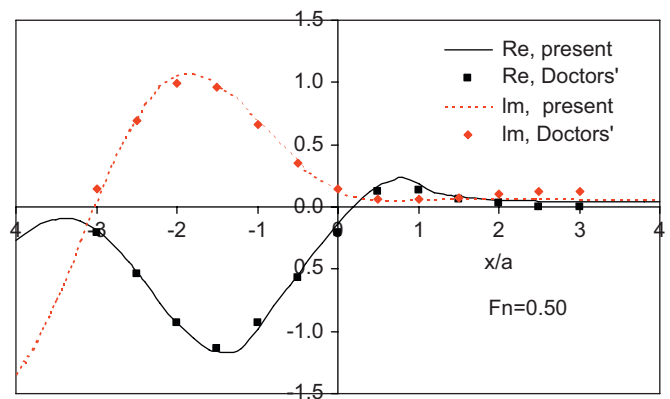 1.5
1.0
0.5
0.0
0.5
-1.0
-1.5
4 -3 -2 -1 0 1 2 3 4
x/a
Re, present
Re, Doctors'
Im, present
Im, Doctors'
Fn=0.50